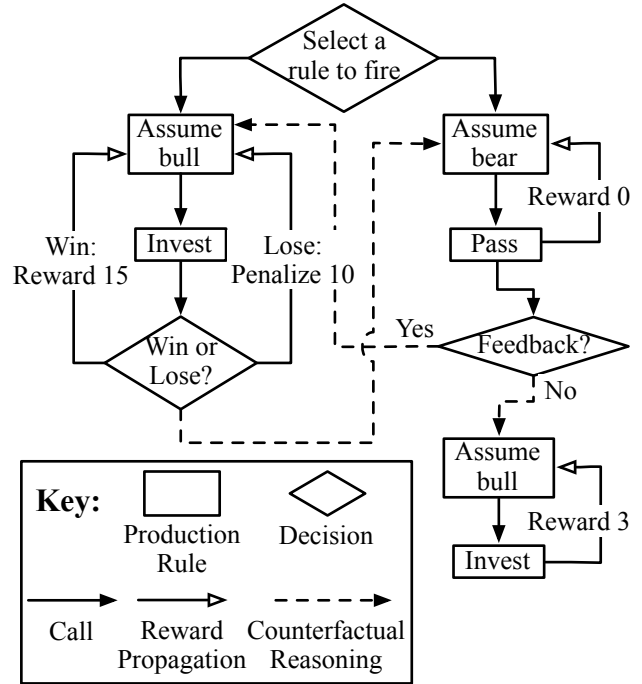 Select a
rule to fire
Assume
bull
Assume
bear
Reward 0
Invest
Pass
Win:
Reward 15
Lose:
Penalize 10
Win or
Lose?
Yes
Feedback?
No
Assume
bull
Reward 3
Invest
Key:
Production
Rule
Decision
Call
Reward
Propagation
Counterfactual
Reasoning